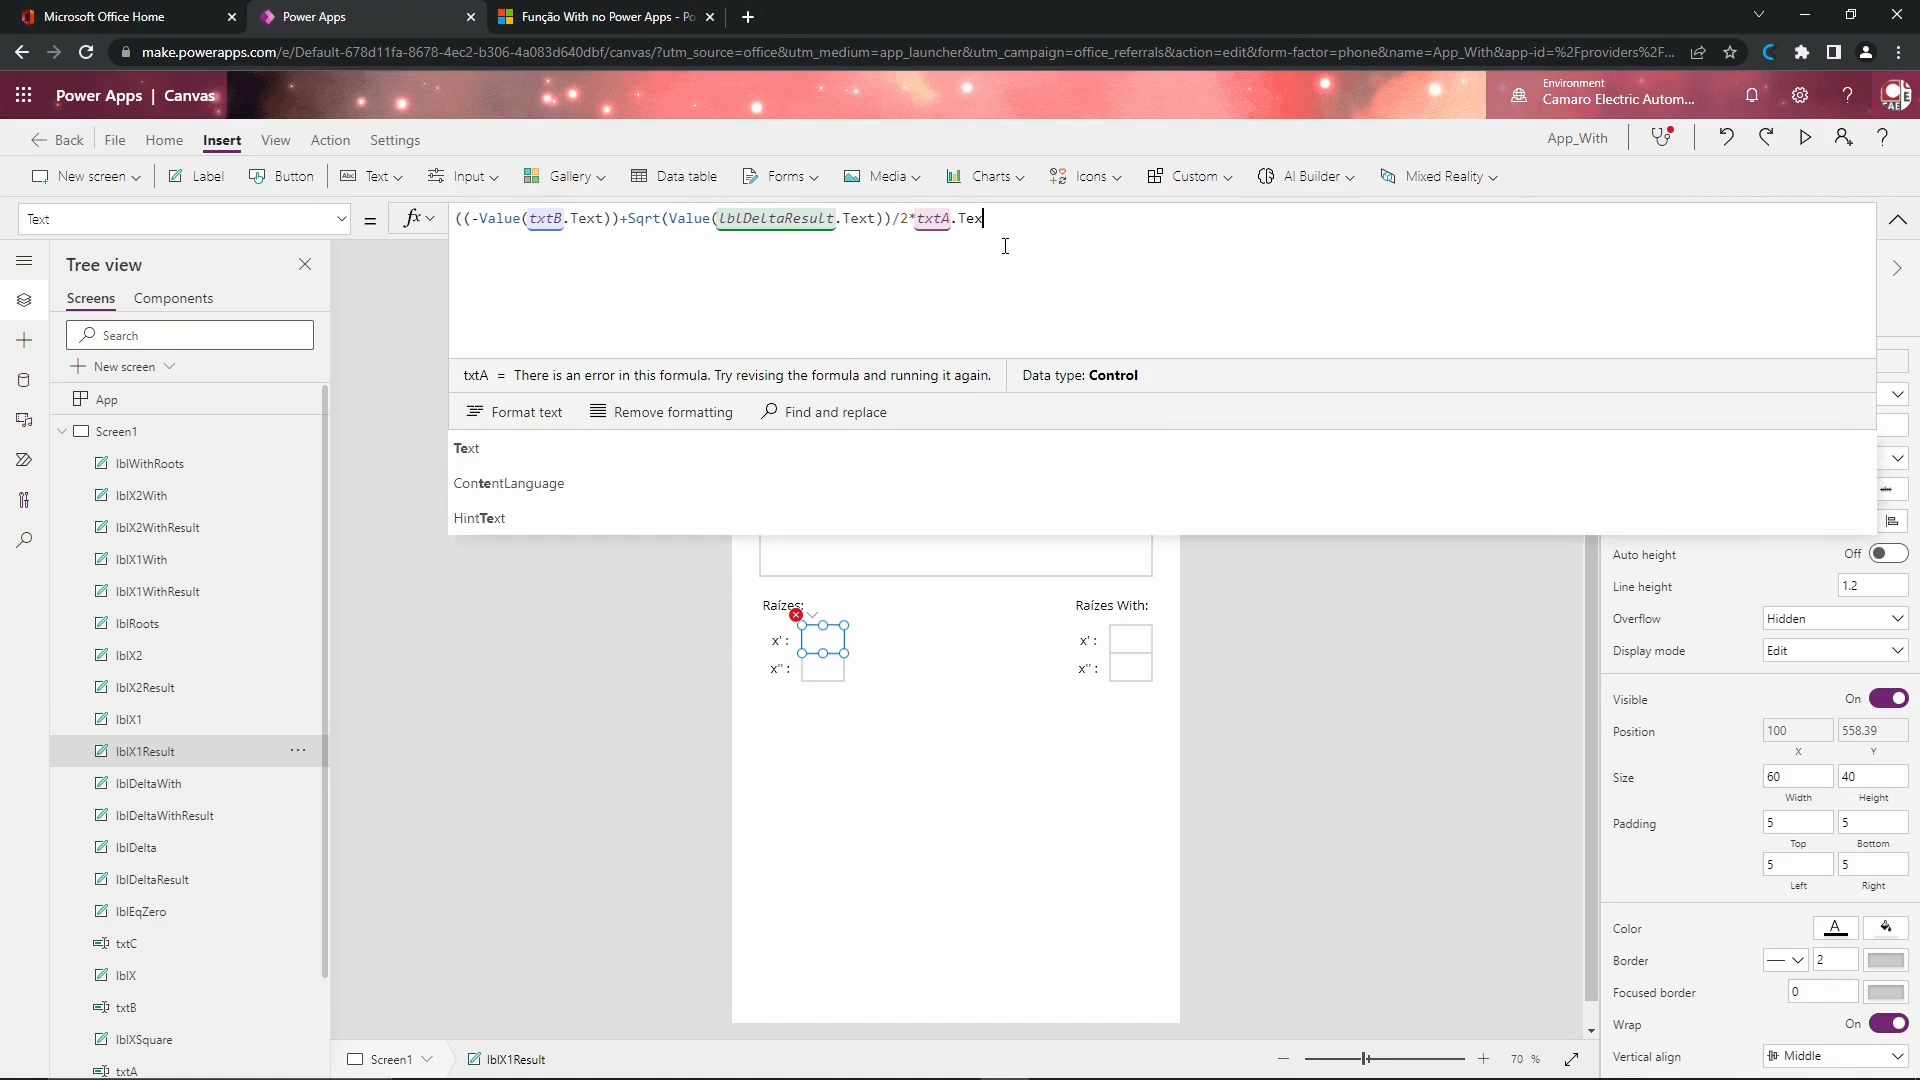 Microsoft Office Home
Power Apps
Função With no Power Apps - Po
make.powerapps.com/e/Default-678d11fa-8678-4ec2-b306-4a083d640dbf/canvas/?utm_source=office&utm_medium=app_launcher&utm_campaign=office_referrals&action=edit&form-factor=phone&name=App_With&app-id=%2Fproviders%2F...
Power Apps | Canvas
Environment
Camaro Electric Autom...
Back File Home Insert View Action Settings
App_With
New screen Label Button Text Input Gallery Data table Forms Media Charts Icons Custom AI Builder Mixed Reality
Text = fx ((-Value(txtB.Text))+Sqrt(Value(lblDeltaResult.Text))/2*txtA.Tex
txtA = There is an error in this formula. Try revising the formula and running it again. Data type: Control
Format text Remove formatting Find and replace
Text
ContentLanguage
HintText
Tree view
Screens Components
Search
New screen
App
Screen1
lblWithRoots
lblX2With
lblX2WithResult
lblX1With
lblX1WithResult
lblRoots
lblX2
lblX2Result
lblX1
lblX1Result
lblDeltaWith
lblDeltaWithResult
lblDelta
lblDeltaResult
lblEqZero
txtC
lblX
txtB
lblXSquare
txtA
Raízes:
x':
x'':
Raízes With:
x':
x'':
Auto height Off
Line height 1.2
Overflow Hidden
Display mode Edit
Visible On
Position 100 558.39
X Y
Size 60 40
Width Height
Padding 5 5
Top Bottom
5 5
Left Right
Color A
Border 2
Focused border 0
Wrap On
Vertical align Middle
Screen1 lblX1Result
70 %